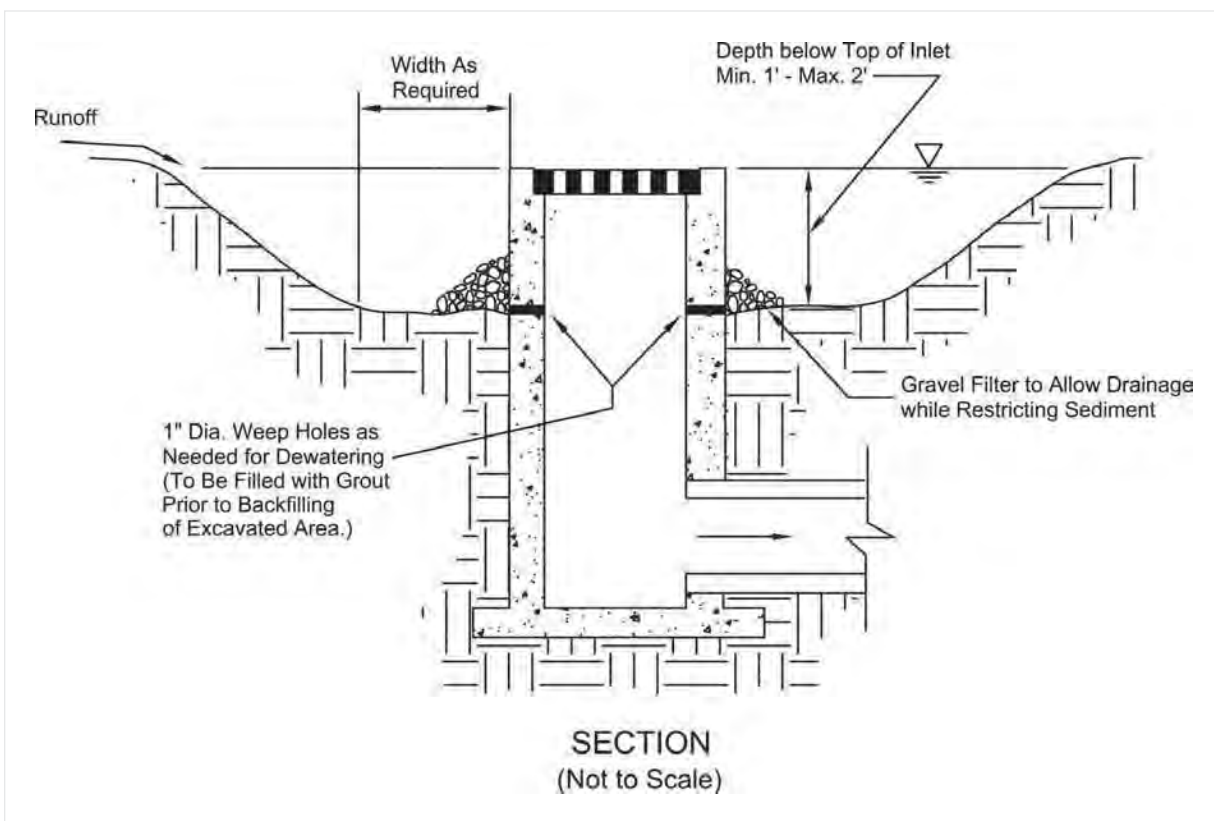 Depth below Top of Inlet
Min. 1' - Max. 2'
Width As
Required
Runoff
Gravel Filter to Allow Drainage
while Restricting Sediment
1" Dia. Weep Holes as
Needed for Dewatering
(To Be Filled with Grout
Prior to Backfilling
of Excavated Area.)
SECTION
(Not to Scale)